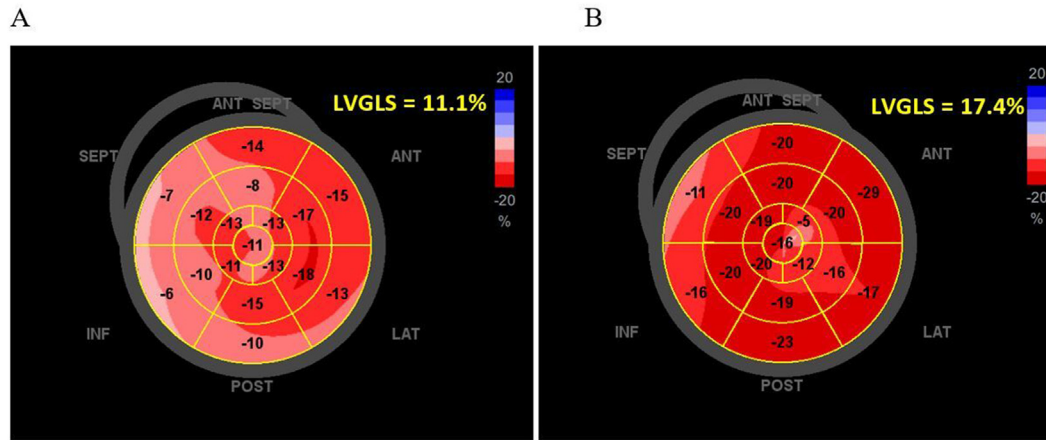 A
B
20
ANT SEPT
LVGLS = 11.1%
SEPT
ANT
-14
-7
-8
-15
-12
-13
-13
-17
-20
%
-11
-10
-11
-13
-18
-6
-15
-13
INF
-10
LAT
POST
20
ANT SEPT
LVGLS = 17.4%
SEPT
ANT
-20
-11
-20
-29
-20
-19
-5
-20
-20
%
-16
-20
-20
-12
-16
-16
-19
-17
INF
-23
LAT
POST